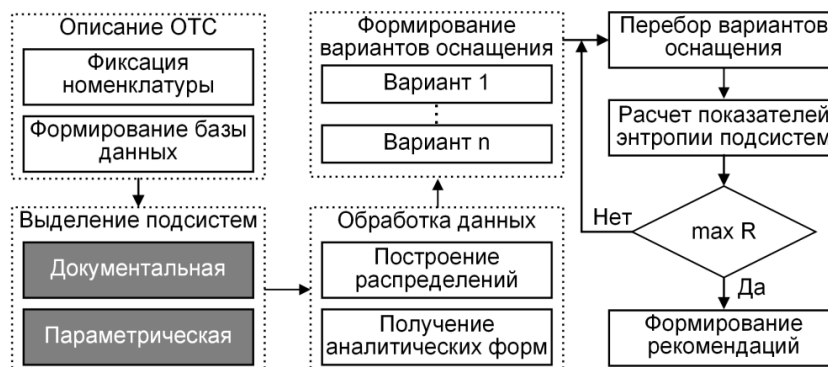 Описание ОТС
Фиксация
номенклатуры
Формирование базы
данных
Выделение подсистем
Документальная
Параметрическая
Обработка данных
Построение
распределений
Получение
аналитических форм
Формирование
вариантов оснащения
Вариант 1
Вариант n
Перебор вариантов
оснащения
Расчет показателей
энтропии подсистем
Нет
max R
Да
Формирование
рекомендаций